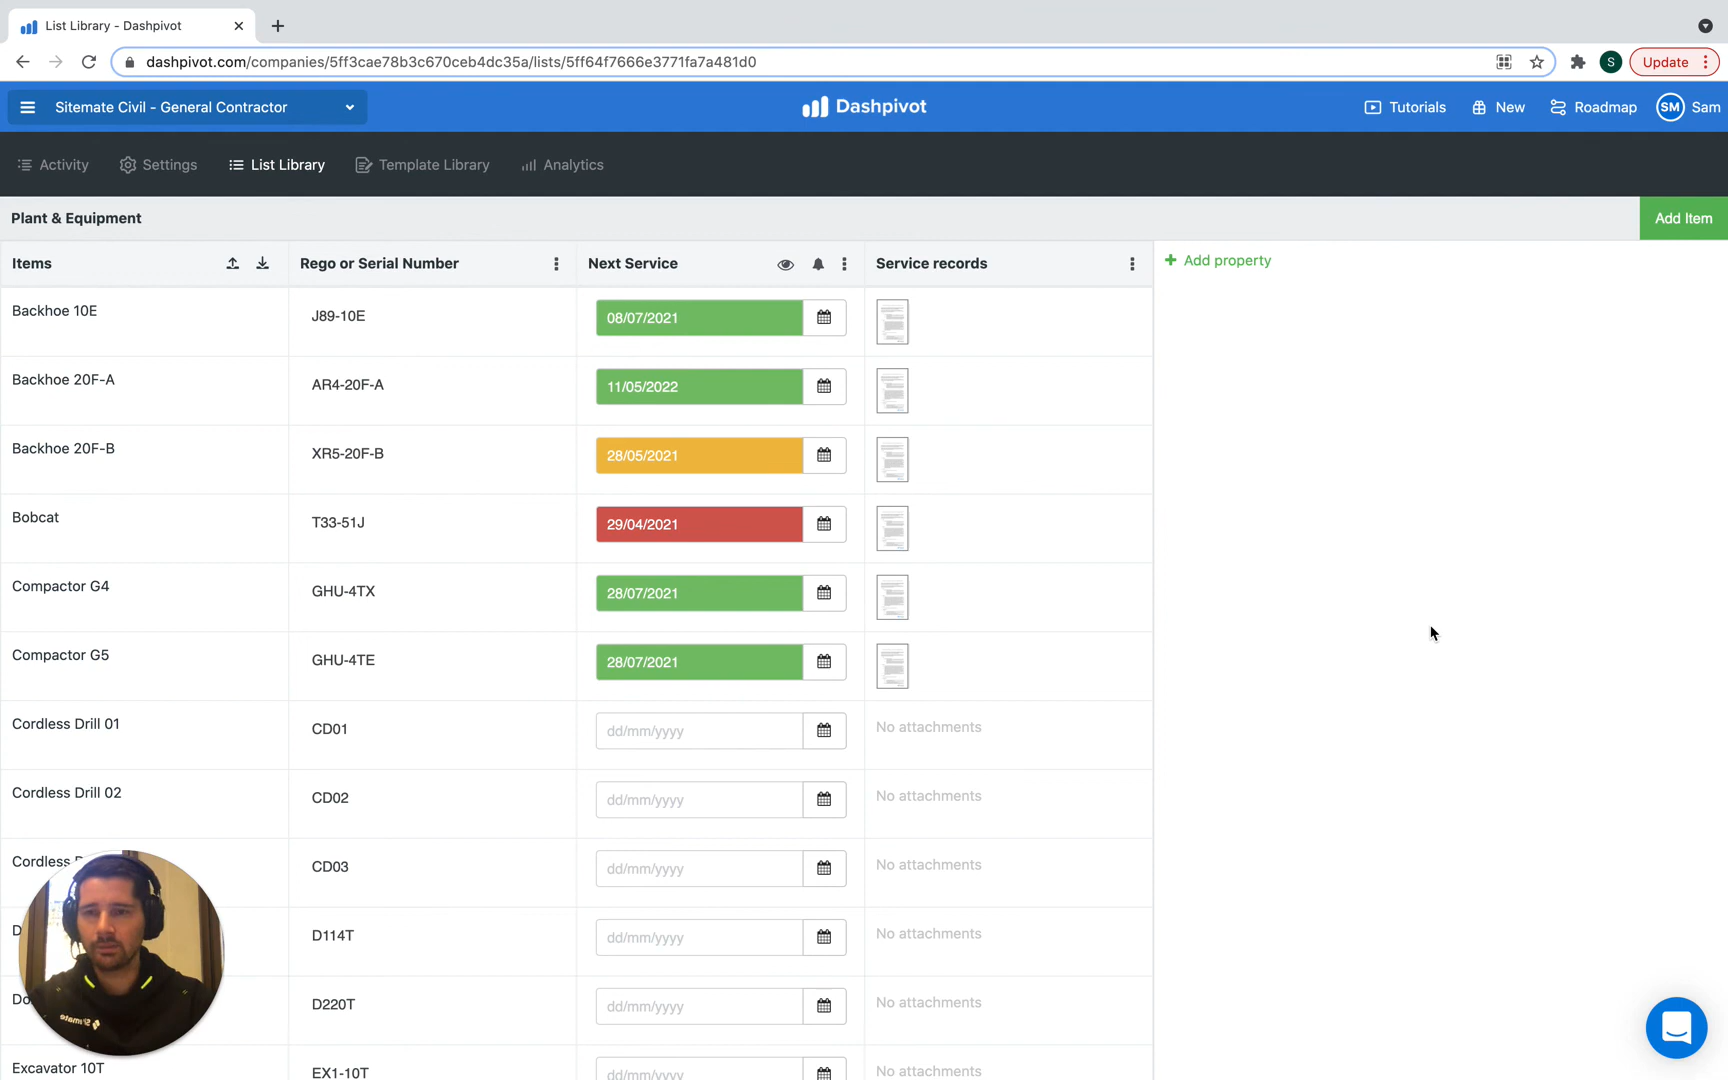 List Library - Dashpivot
dashpivot.com/companies/5ff3cae78b3c670ceb4dc35a/lists/5ff64f7666e3771fa7a481d0
S
Update
Sitemate Civil - General Contractor
Dashpivot
Tutorials
New
Roadmap
SM
Sam
Activity
Settings
List Library
Template Library
Analytics
Plant & Equipment
Add Item
Items
Rego or Serial Number
Next Service
Service records
Add property
Backhoe 10E
J89-10E
08/07/2021
Backhoe 20F-A
AR4-20F-A
11/05/2022
Backhoe 20F-B
XR5-20F-B
28/05/2021
Bobcat
T33-51J
29/04/2021
Compactor G4
GHU-4TX
28/07/2021
Compactor G5
GHU-4TE
28/07/2021
Cordless Drill 01
CD01
dd/mm/yyyy
No attachments
Cordless Drill 02
CD02
dd/mm/yyyy
No attachments
Cordless
CD03
dd/mm/yyyy
No attachments
D114T
dd/mm/yyyy
No attachments
D220T
dd/mm/yyyy
No attachments
Excavator 10T
EX1-10T
dd/mm/yyyy
No attachments